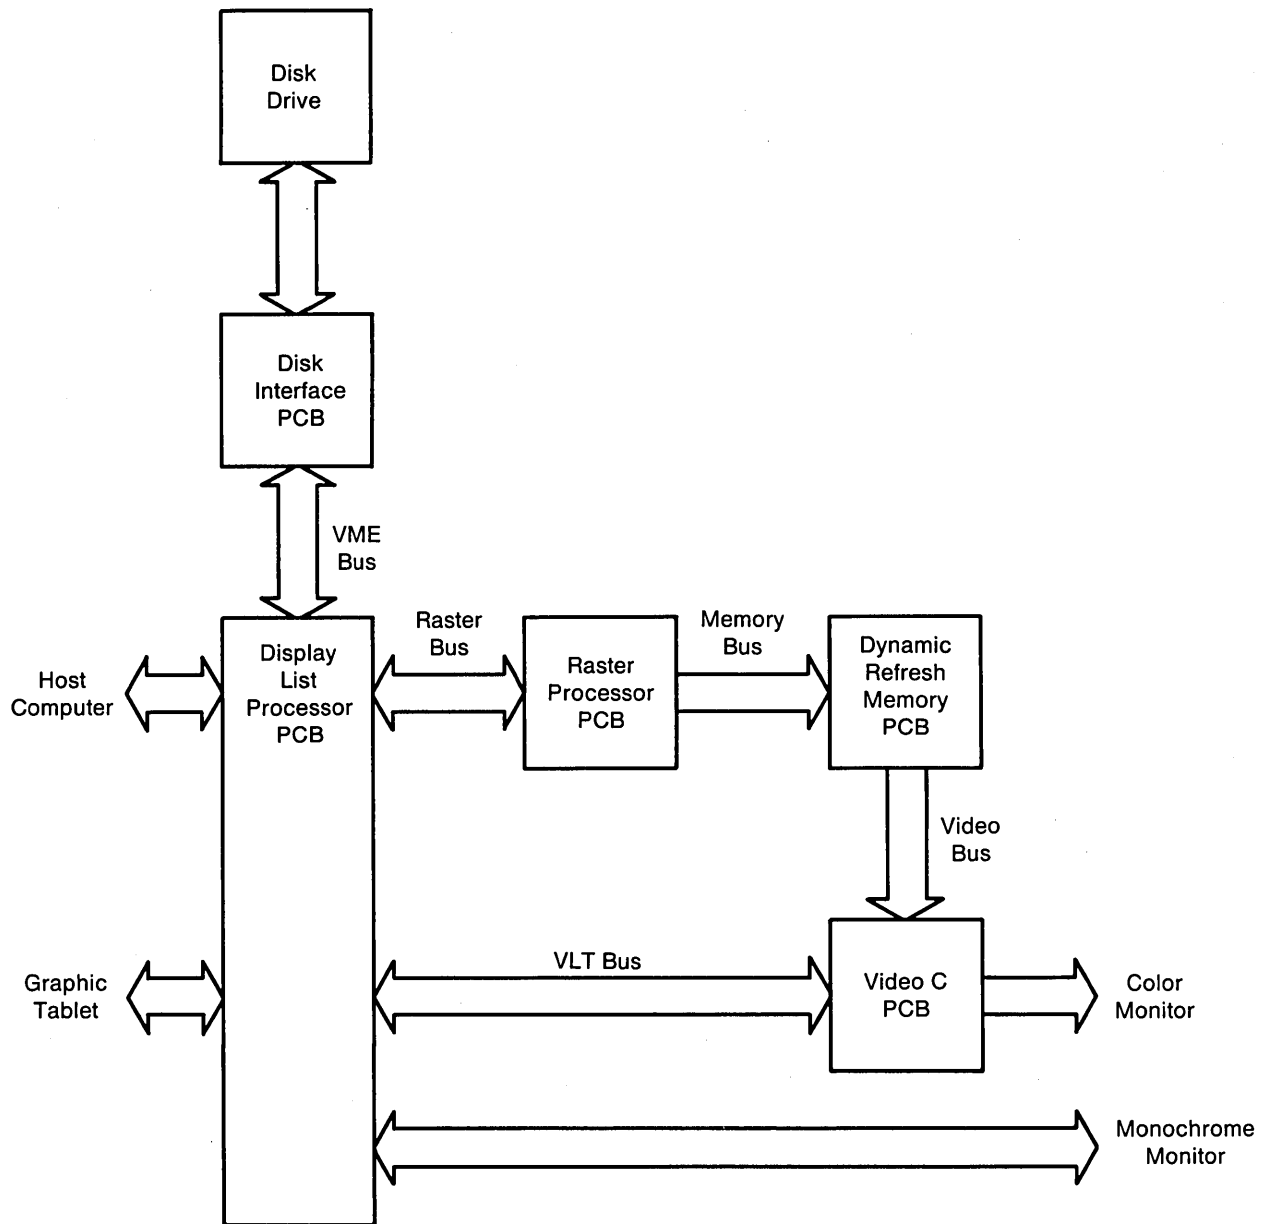 Disk
Drive
Disk
Interface
PCB
VME
Bus
Host
Computer
Display
List
Processor
PCB
Raster
Bus
Raster
Processor
PCB
Memory
Bus
Dynamic
Refresh
Memory
PCB
Video
Bus
Graphic
Tablet
VLT Bus
Video C
PCB
Color
Monitor
Monochrome
Monitor